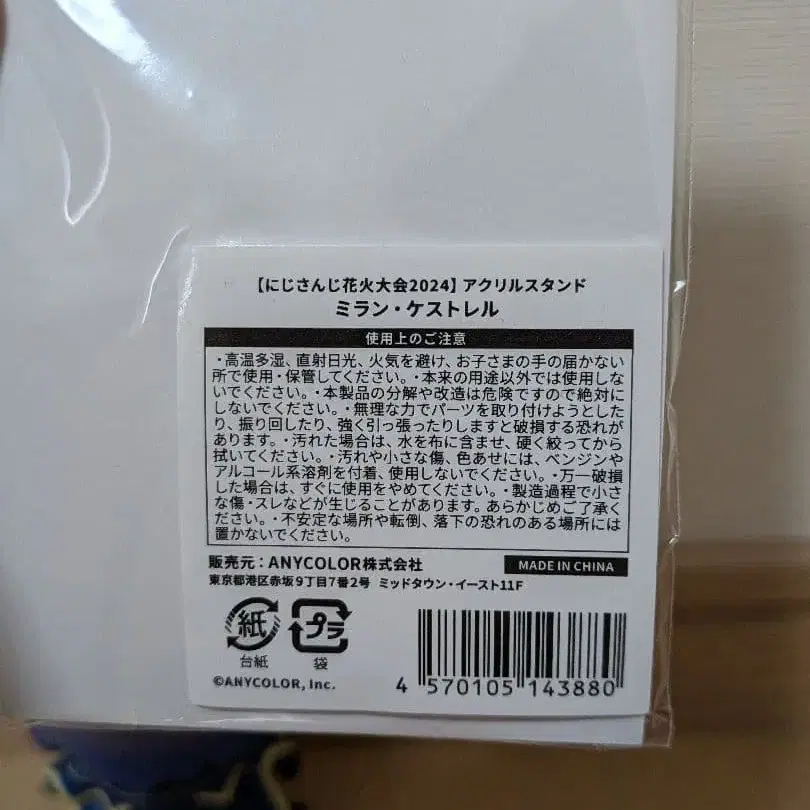 【にじさんじ花火大会2024】アクリルスタンド
ミラン・ケストレル
使用上のご注意
・高温多湿、直射日光、火気を避け、お子さまの手の届かない
所で使用・保管してください。・本来の用途以外では使用しな
いでください。・本製品の分解や改造は危険ですので絶対に
しないでください。・無理な力でパーツを取り付けようとした
り、振り回したり、強く引っ張ったりしますと破損する恐れが
あります。・汚れた場合は、水を布に含ませ、硬く絞ってから
拭いてください。・汚れや小さな傷、色あせには、ベンジンや
アルコール系溶剤を付着、使用しないでください。・万一破損
した場合は、すぐに使用をやめてください。・製造過程で小さ
な傷・スレなどが生じることがあります。あらかじめご了承く
ださい。・不安定な場所や転倒、落下の恐れのある場所には
置かないでください。
販売元：ANYCOLOR株式会社
MADE IN CHINA
東京都港区赤坂9丁目7番2号 ミッドタウン・イースト11F
紙
プラ
台紙
袋
©ANYCOLOR, Inc.
4 570105 143880